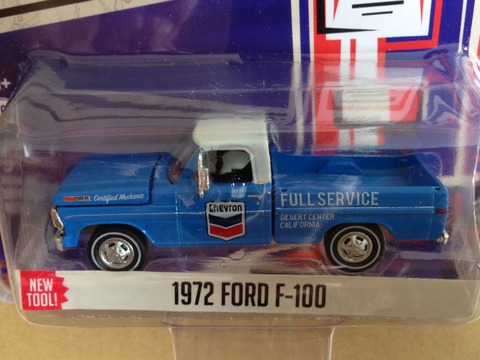 Certified Mechanic
Chevron
FULL SERVICE
DESERT CENTER
CALIFORNIA
NEW
TOOL!
1972 FORD F-100